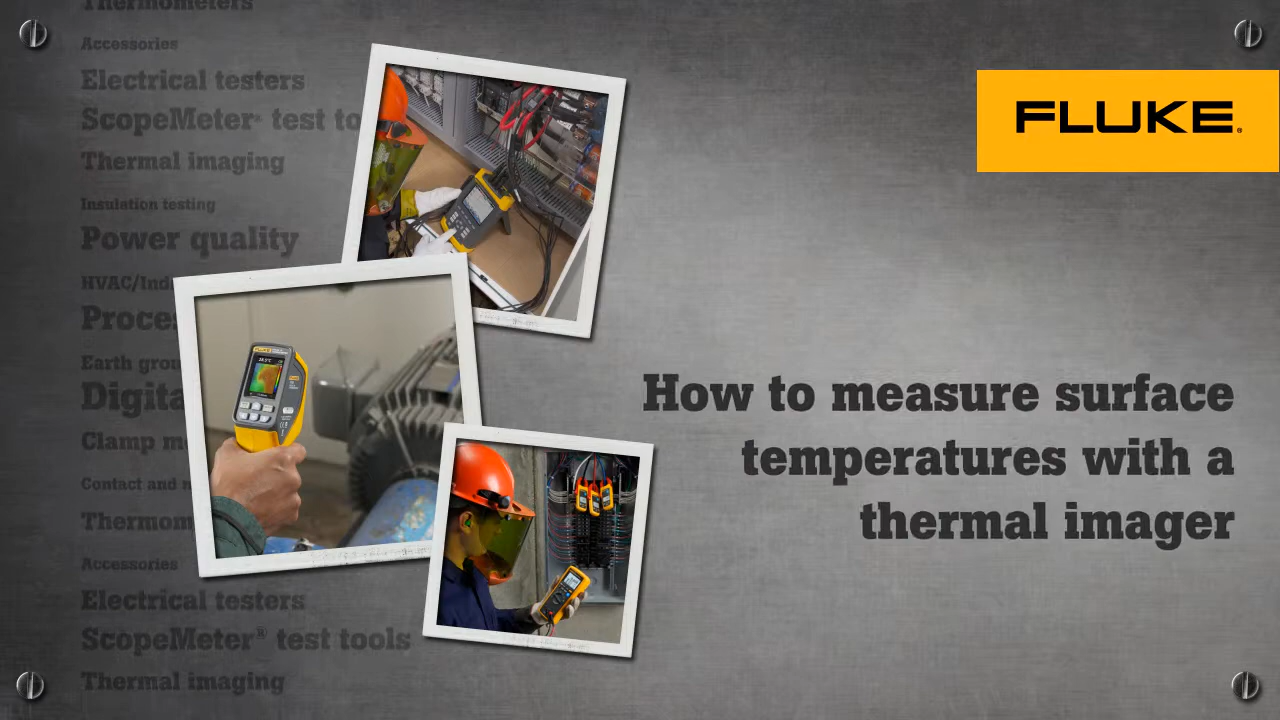 Thermometers
Accessories
Electrical testers
ScopeMeter® test to
Thermal imaging
Insulation testing
Power quality
HVAC/Ind
Proces
Earth grou
Digita
Clamp m
Contact and n
Thermom
Accessories
Electrical testers
ScopeMeter® test tools
Thermal imaging
FLUKE®
How to measure surface
temperatures with a
thermal imager
FLUKE